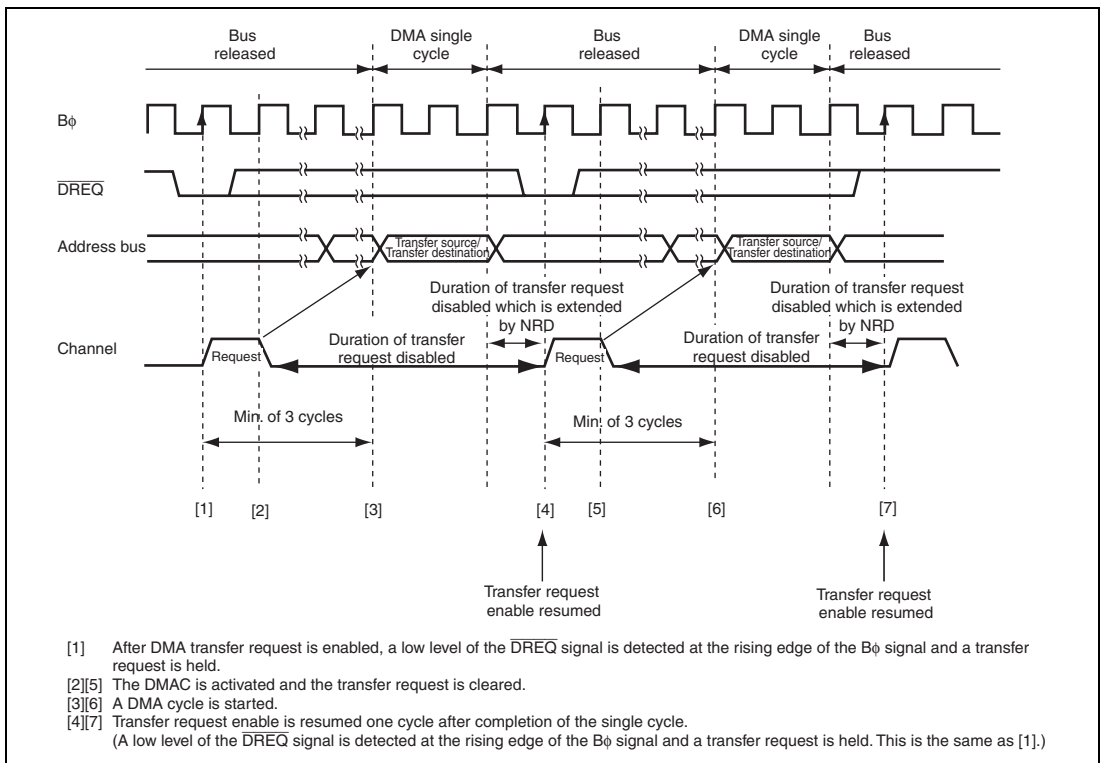 Bus released
DMA single cycle
Bus released
DMA single cycle
Bus released
Bφ
DREQ
Address bus
Transfer source/
Transfer destination
Transfer source/
Transfer destination
Duration of transfer request
disabled which is extended
by NRD
Duration of transfer request
disabled which is extended
by NRD
Channel
Request
Duration of transfer
request disabled
Request
Duration of transfer
request disabled
Min. of 3 cycles
Min. of 3 cycles
[1] [2] [3] [4] [5] [6] [7]
Transfer request
enable resumed
Transfer request
enable resumed
[1] After DMA transfer request is enabled, a low level of the DREQ signal is detected at the rising edge of the Bφ signal and a transfer
request is held.
[2][5] The DMAC is activated and the transfer request is cleared.
[3][6] A DMA cycle is started.
[4][7] Transfer request enable is resumed one cycle after completion of the single cycle.
(A low level of the DREQ signal is detected at the rising edge of the Bφ signal and a transfer request is held. This is the same as [1].)